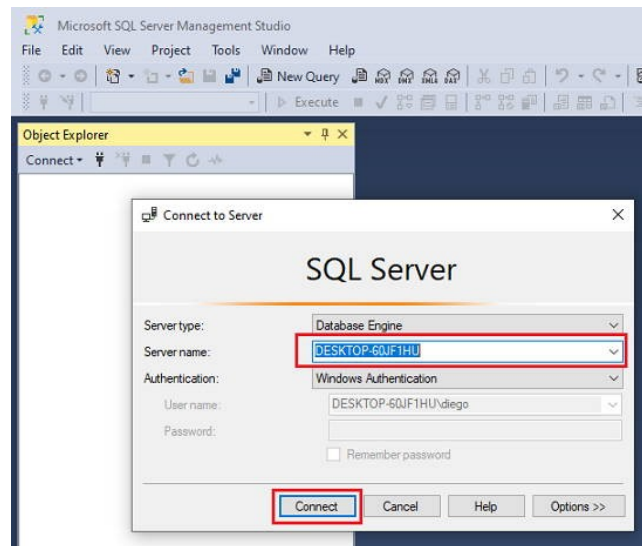 Microsoft SQL Server Management Studio
File Edit View Project Tools Window Help
New Query
Execute
Object Explorer
Connect
Connect to Server
SQL Server
Server type: Database Engine
Server name: DESKTOP-60JF1HU
Authentication: Windows Authentication
User name: DESKTOP-60JF1HU\diego
Password:
Remember password
Connect Cancel Help Options >>